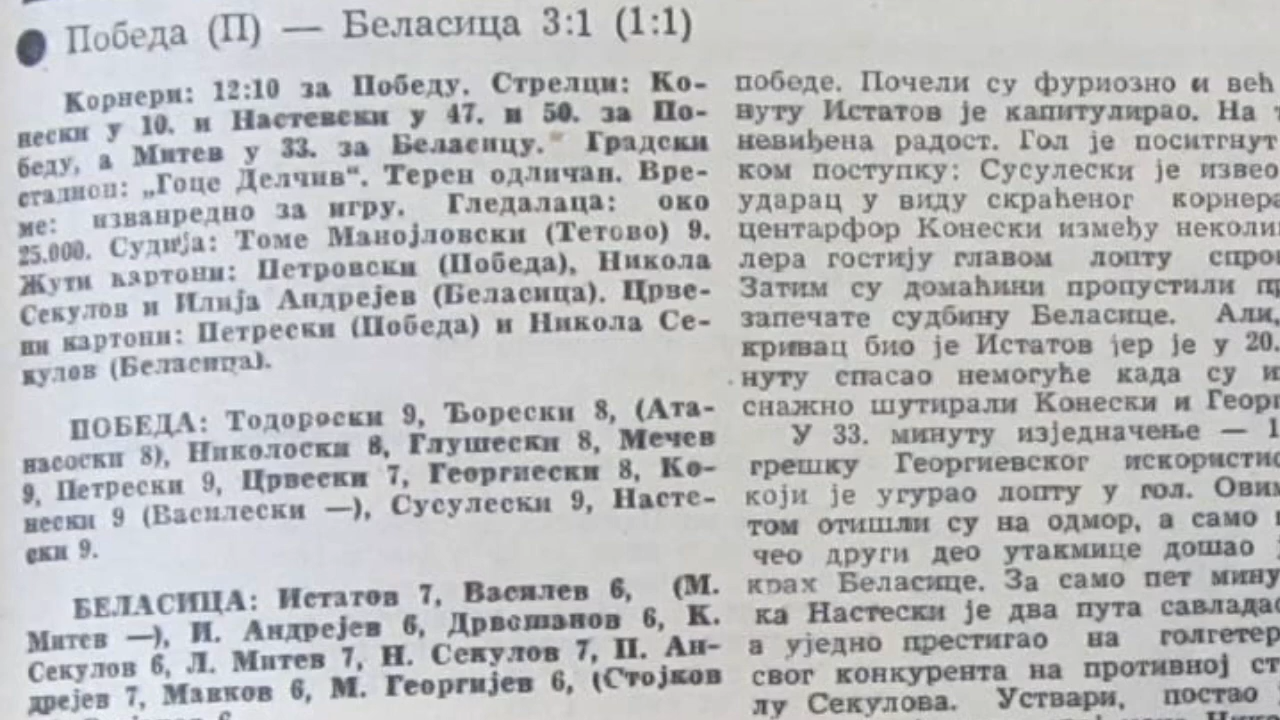 Победа (П) — Беласица 3:1 (1:1)
Корнери: 12:10 за Победу. Стрелци: Ко-
нески у 10. и Настевски у 47. и 50. за По-
беду, а Митев у 33. за Беласицу. Градски
стадион: „Гоце Делчив“. Терен одличан. Вре-
ме: изванредно за игру. Гледалаца: око
25.000. Судија: Томе Манојловски (Тетово) 9.
Жути картони: Петровски (Победа), Никола
Секулов и Илија Андрејев (Беласица). Црве-
ни картони: Петрески (Победа) и Никола Се-
кулов (Беласица).
ПОБЕДА: Тодороски 9, Ђорески 8, (Ата-
насоски 8), Николоски 8, Глушески 8, Мечев
9, Петрески 9, Црвески 7, Георгиески 8, Ко-
нески 9 (Василески —), Сусулески 9, Насте-
ски 9.
БЕЛАСИЦА: Истатов 7, Василев 6, (М.
Митев —), И. Андрејев 6, Дрвошанов 6, К.
Секулов 6, Л. Митев 7, Н. Секулов 7, П. Ан-
дрејев 7, Манков 6, М. Георгијев 6, (Стојков
победе. Почели су фуриозно и већ
нуту Истатов је капитулирао. На
невиђена радост. Гол је поситгнут
ком поступку: Сусулески је извео
ударац у виду скраћеног корнера
центарфор Конески између неколи
лера гостију главом лопту спро
Затим су домаћини пропустили
запечате судбину Беласице. Али,
кривац био је Истатов јер је у 20.
нуту спасао немогуће када су и
снажно шутирали Конески и Георг
У 33. минуту изједначење — 1
грешку Георгиевског искористио
који је угурао лопту у гол. Овим
том отишли су на одмор, а само
чео други део утакмице дошао
крах Беласице. За само пет мину
ка Настески је два пута савлада
а уједно престигао на голгетер
свог конкурента на противној ст
лу Секулова. Уствари, постао